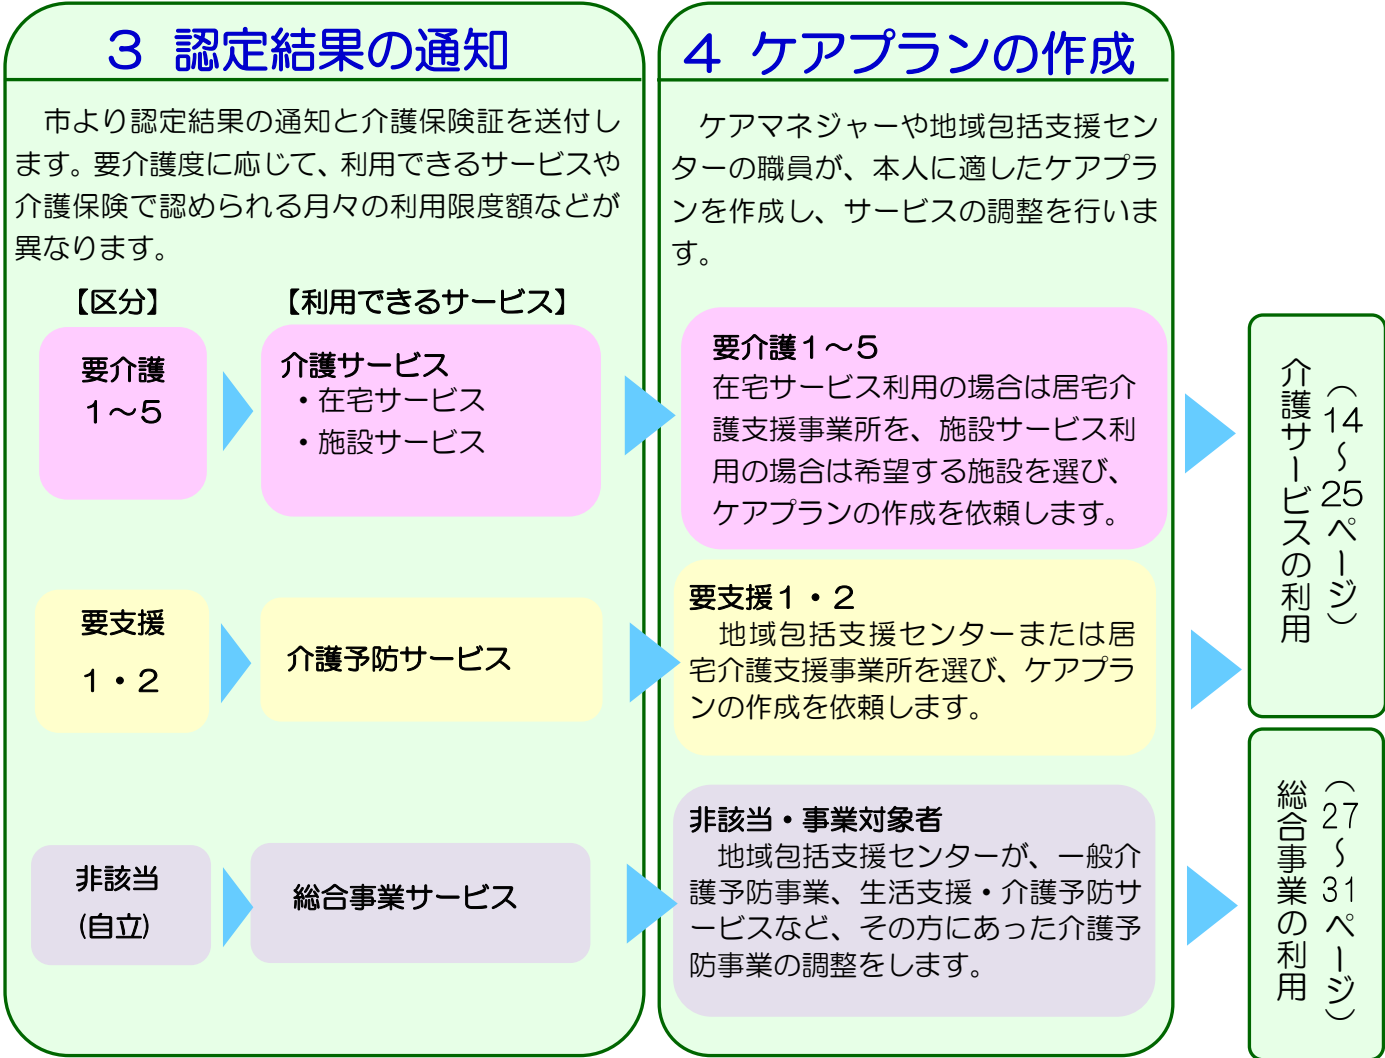 3 認定結果の通知
市より認定結果の通知と介護保険証を送付し
ます。要介護度に応じて、利用できるサービスや
介護保険で認められる月々の利用限度額などが
異なります。
【区分】
【利用できるサービス】
要介護
1～5
介護サービス
・在宅サービス
・施設サービス
要支援
1・2
介護予防サービス
非該当
(自立)
総合事業サービス
4 ケアプランの作成
ケアマネジャーや地域包括支援セン
ターの職員が、本人に適したケアプラ
ンを作成し、サービスの調整を行いま
す。
要介護1～5
在宅サービス利用の場合は居宅介
護支援事業所を、施設サービス利
用の場合は希望する施設を選び、
ケアプランの作成を依頼します。
要支援1・2
地域包括支援センターまたは居
宅介護支援事業所を選び、ケアプラ
ンの作成を依頼します。
非該当・事業対象者
地域包括支援センターが、一般介
護予防事業、生活支援・介護予防サ
ービスなど、その方にあった介護予
防事業の調整をします。
介護サービスの利用
（14～25ページ）
総合事業の利用
（27～31ページ）